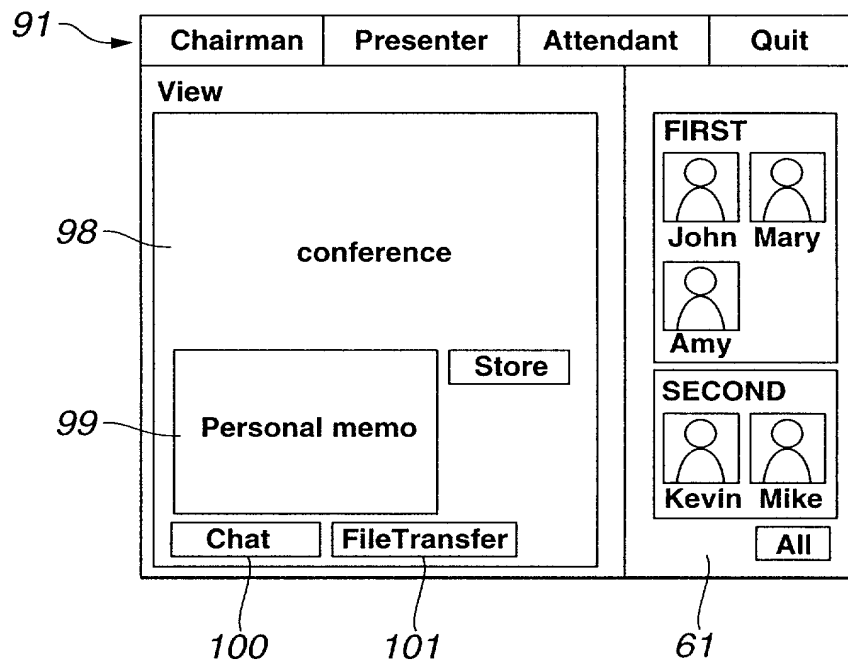 91
Chairman Presenter Attendant Quit
View
FIRST
John Mary
Amy
98
conference
Store
99
Personal memo
SECOND
Kevin Mike
Chat FileTransfer
All
100 101 61